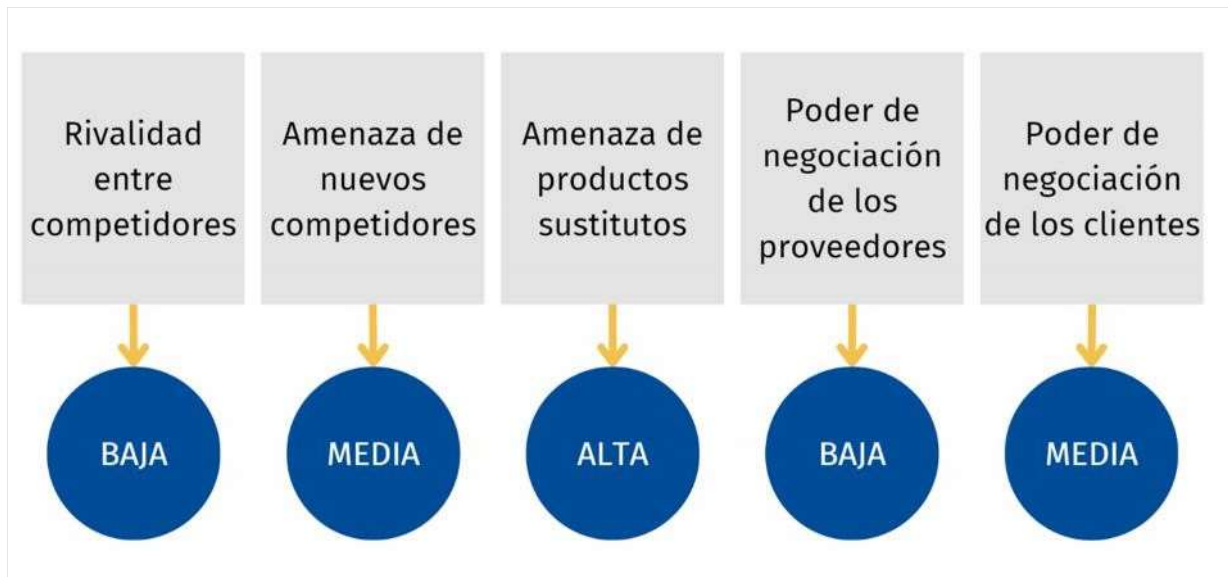 Rivalidad
entre
competidores
Amenaza de
nuevos
competidores
Amenaza de
productos
sustitutos
Poder de
negociación
de los
proveedores
Poder de
negociación
de los clientes
BAJA
MEDIA
ALTA
BAJA
MEDIA